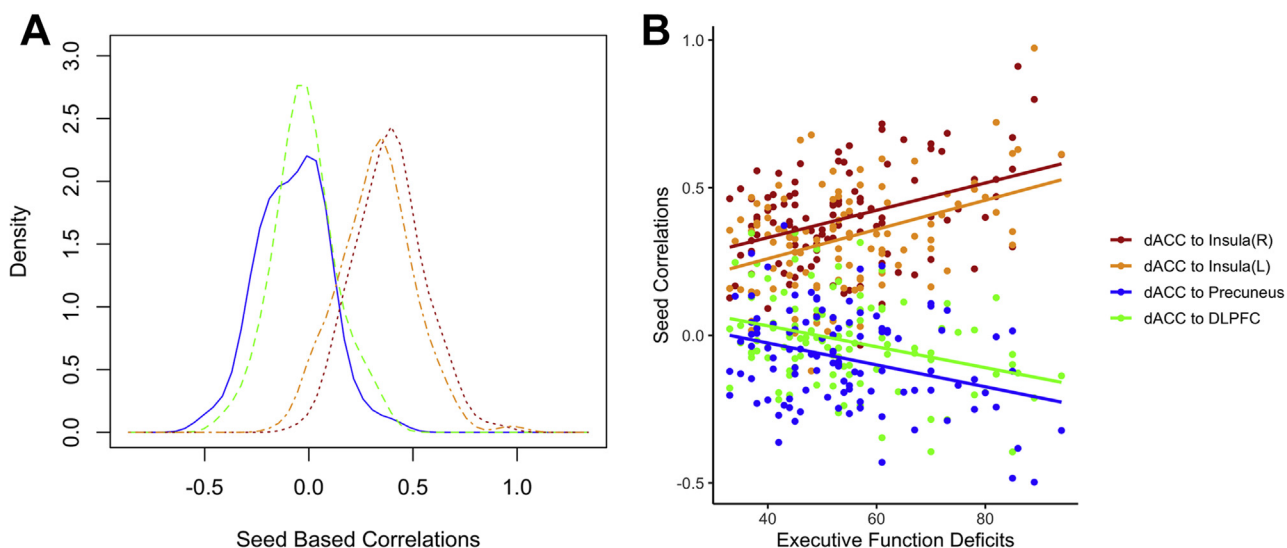 A
Density
3.0
2.5
2.0
1.5
1.0
0.5
0.0
-0.5
0.0
0.5
1.0
Seed Based Correlations
B
Seed Correlations
1.0
0.5
0.0
-0.5
40
60
80
Executive Function Deficits
dACC to Insula(R)
dACC to Insula(L)
dACC to Precuneus
dACC to DLPFC